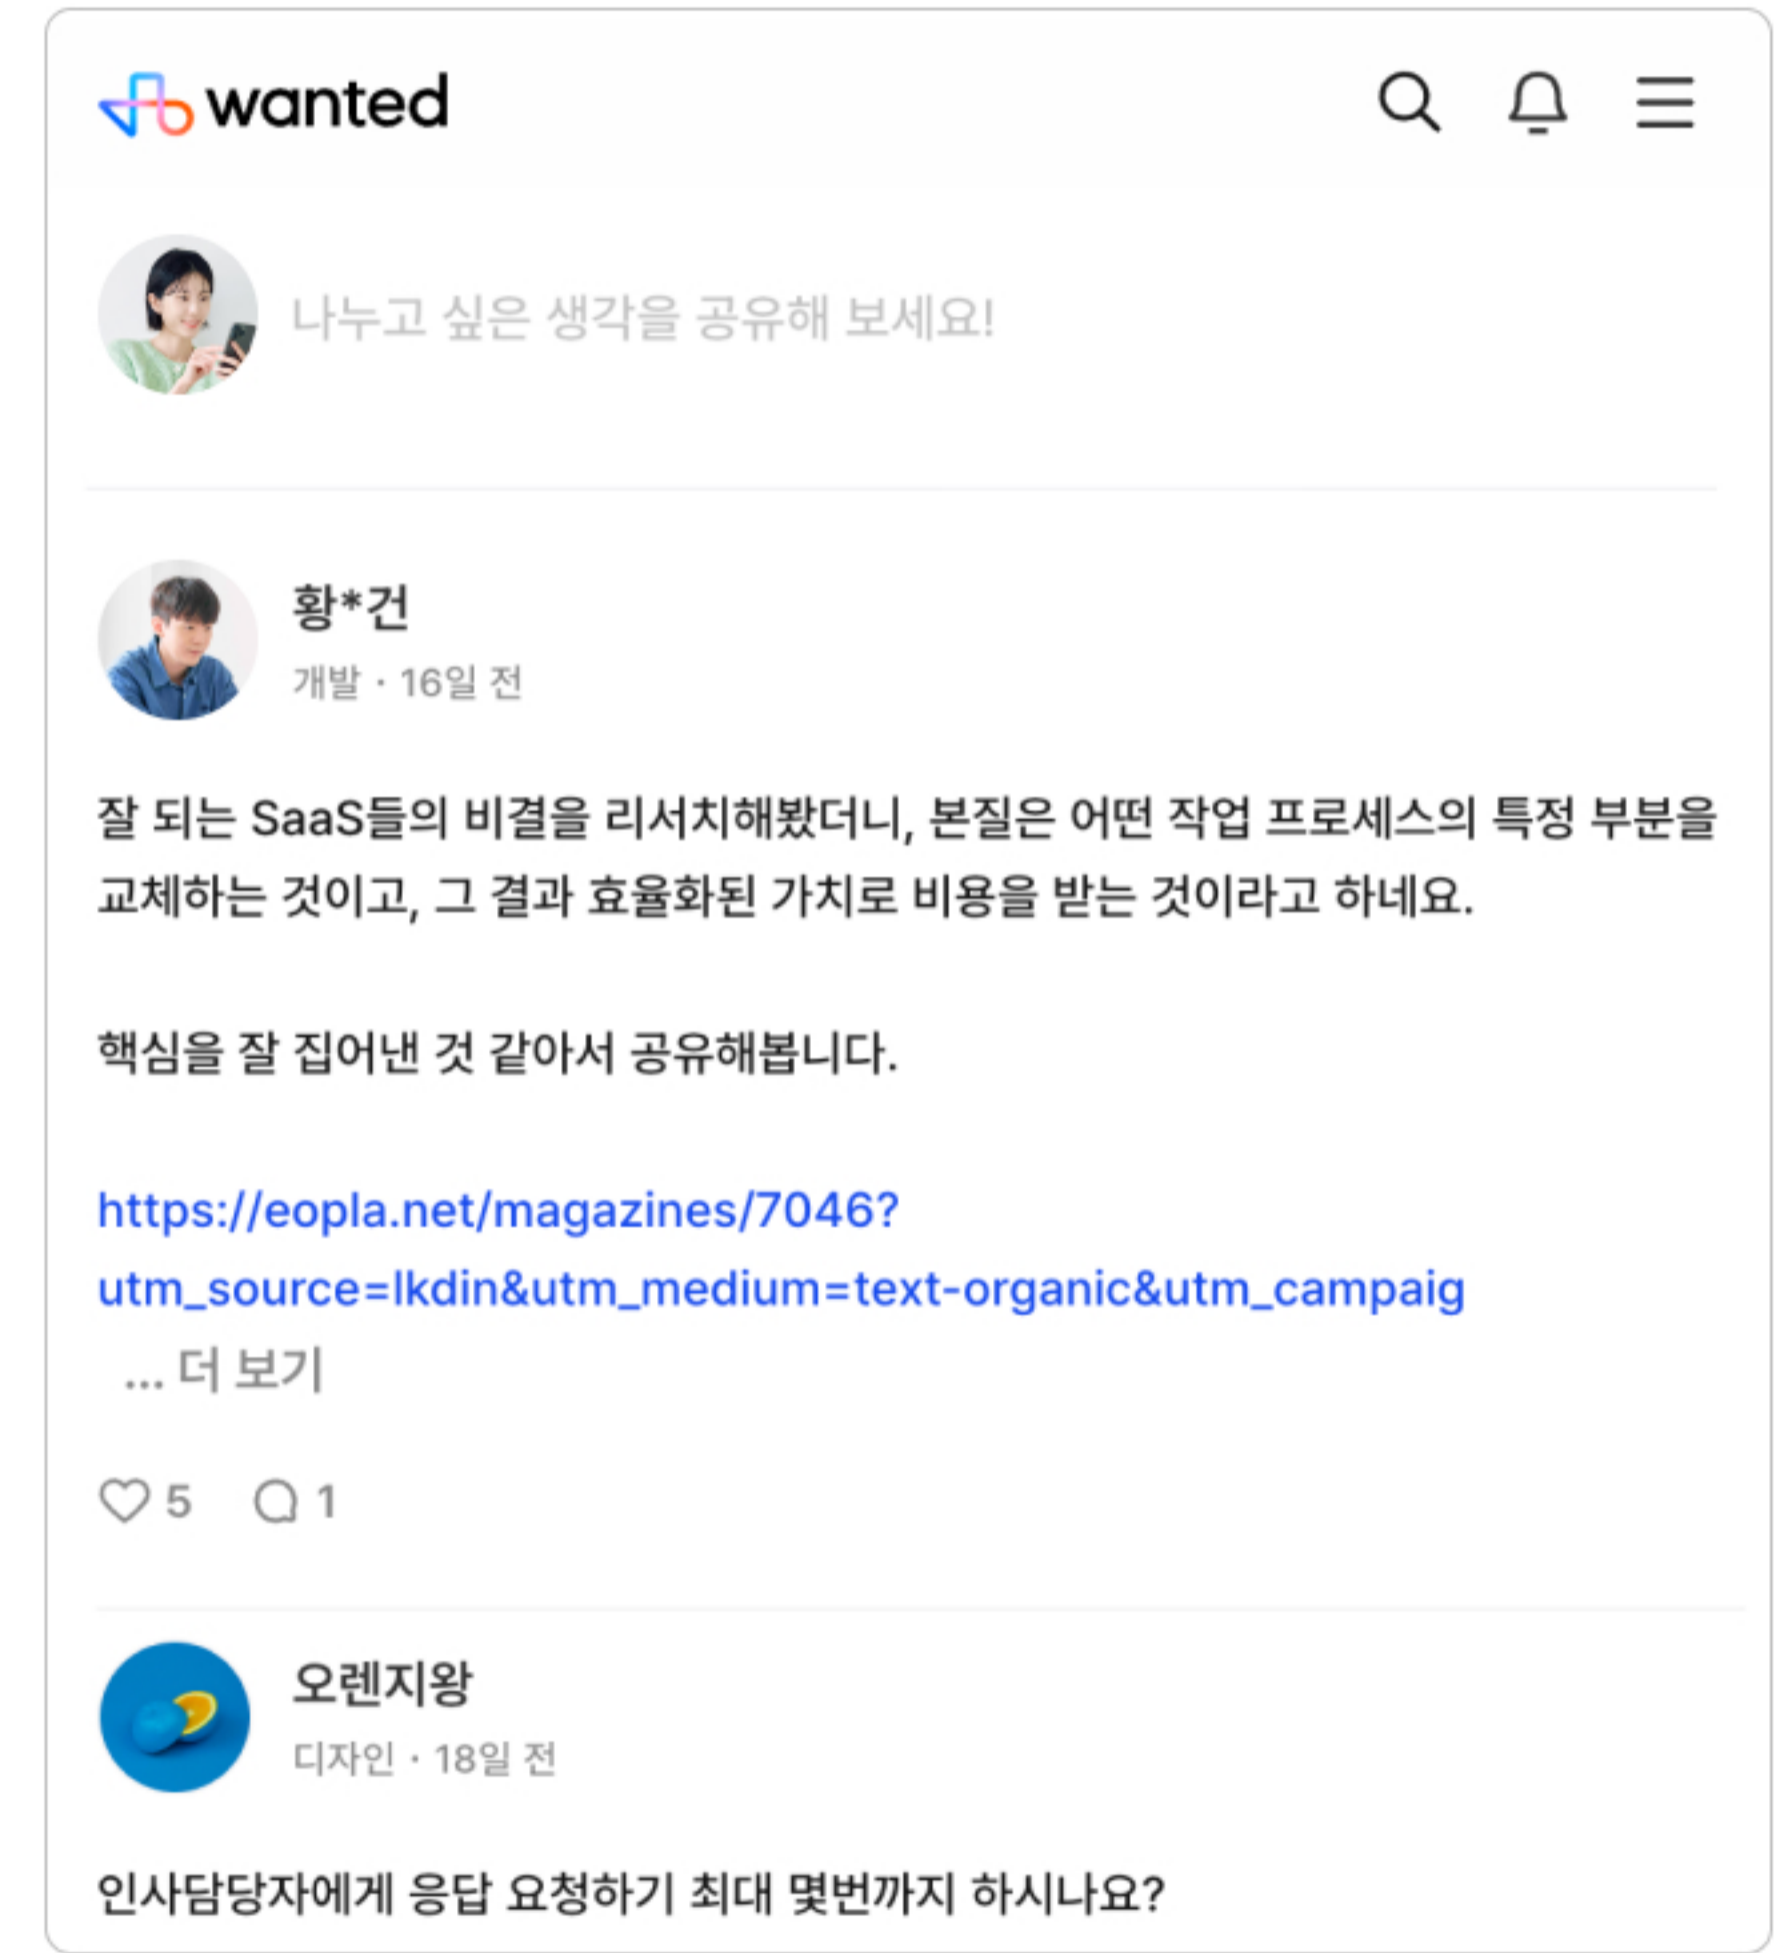 wanted
나누고 싶은 생각을 공유해 보세요!
황*건
개발 · 16일 전
잘 되는 SaaS들의 비결을 리서치해봤더니, 본질은 어떤 작업 프로세스의 특정 부분을
교체하는 것이고, 그 결과 효율화된 가치로 비용을 받는 것이라고 하네요.
핵심을 잘 집어낸 것 같아서 공유해봅니다.
https://eopla.net/magazines/7046?
utm_source=lkdin&utm_medium=text-organic&utm_campaig
... 더 보기
5 1
오렌지왕
디자인 · 18일 전
인사담당자에게 응답 요청하기 최대 몇번까지 하시나요?